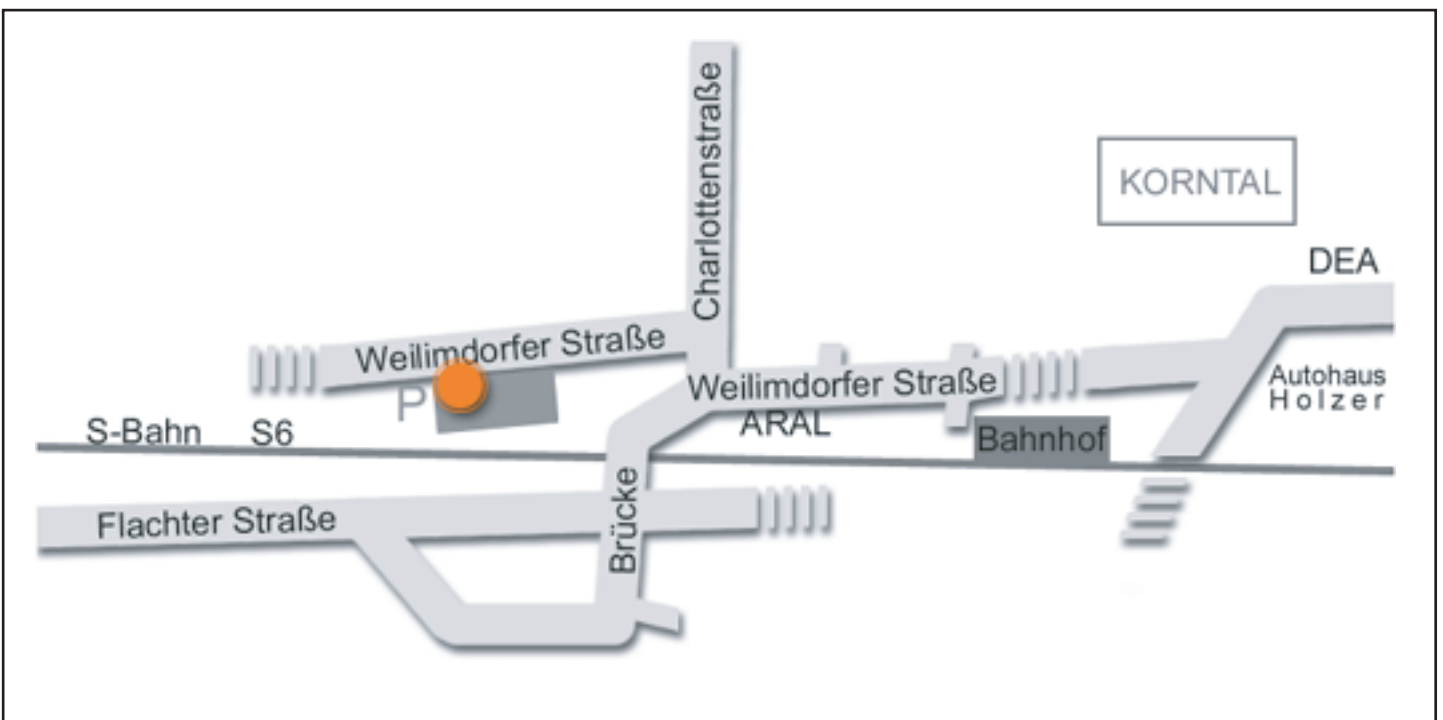 Charlottenstraße
KORNTAL
DEA
Weilimdorfer Straße
Weilimdorfer Straße
Autohaus
Holzer
P
ARAL
S-Bahn S6
Bahnhof
Flachter Straße
Brücke